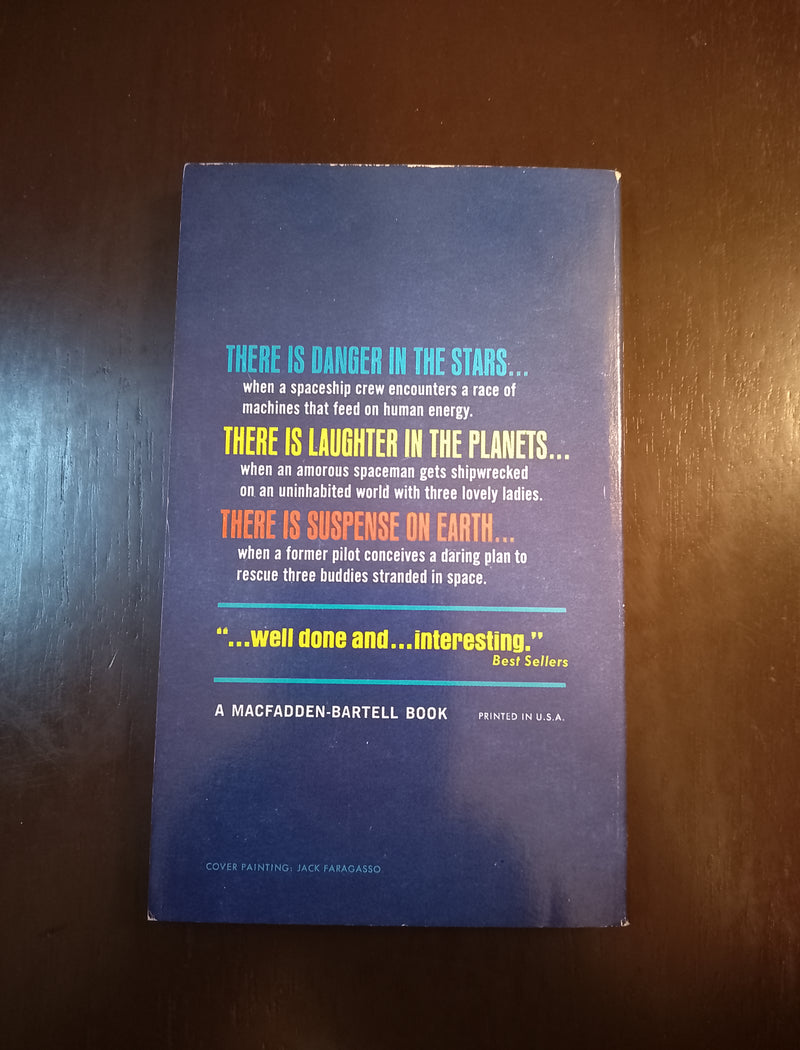 THERE IS DANGER IN THE STARS...
when a spaceship crew encounters a race of
machines that feed on human energy.
THERE IS LAUGHTER IN THE PLANETS...
when an amorous spaceman gets shipwrecked
on an uninhabited world with three lovely ladies.
THERE IS SUSPENSE ON EARTH...
when a former pilot conceives a daring plan to
rescue three buddies stranded in space.
"...well done and...interesting."
Best Sellers
A MACFADDEN-BARTELL BOOK PRINTED IN U.S.A.
COVER PAINTING: JACK FARAGASSO